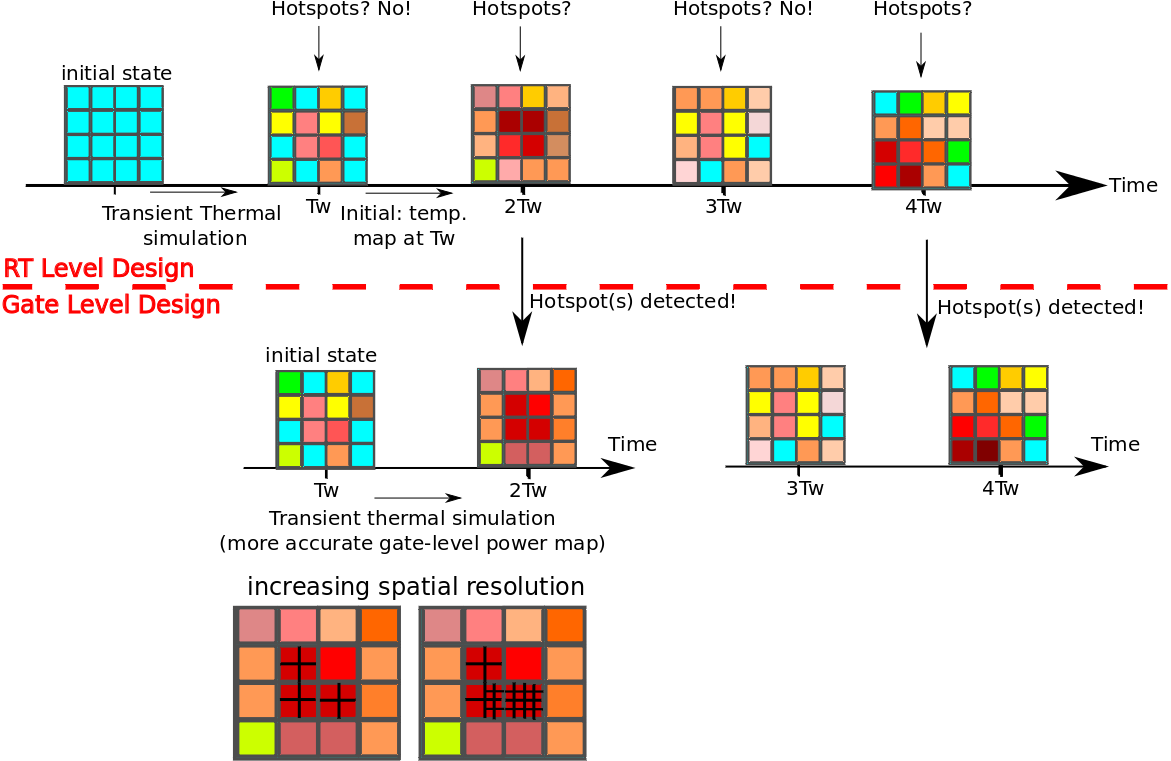 Hotspots? No!
Hotspots?
Hotspots? No!
Hotspots?
initial state
Time
Tw
2Tw
3Tw
4Tw
Transient Thermal
simulation
Initial: temp.
map at Tw
RT Level Design
Gate Level Design
Hotspot(s) detected!
Hotspot(s) detected!
initial state
Time
Time
Tw
2Tw
3Tw
4Tw
Transient thermal simulation
(more accurate gate-level power map)
increasing spatial resolution